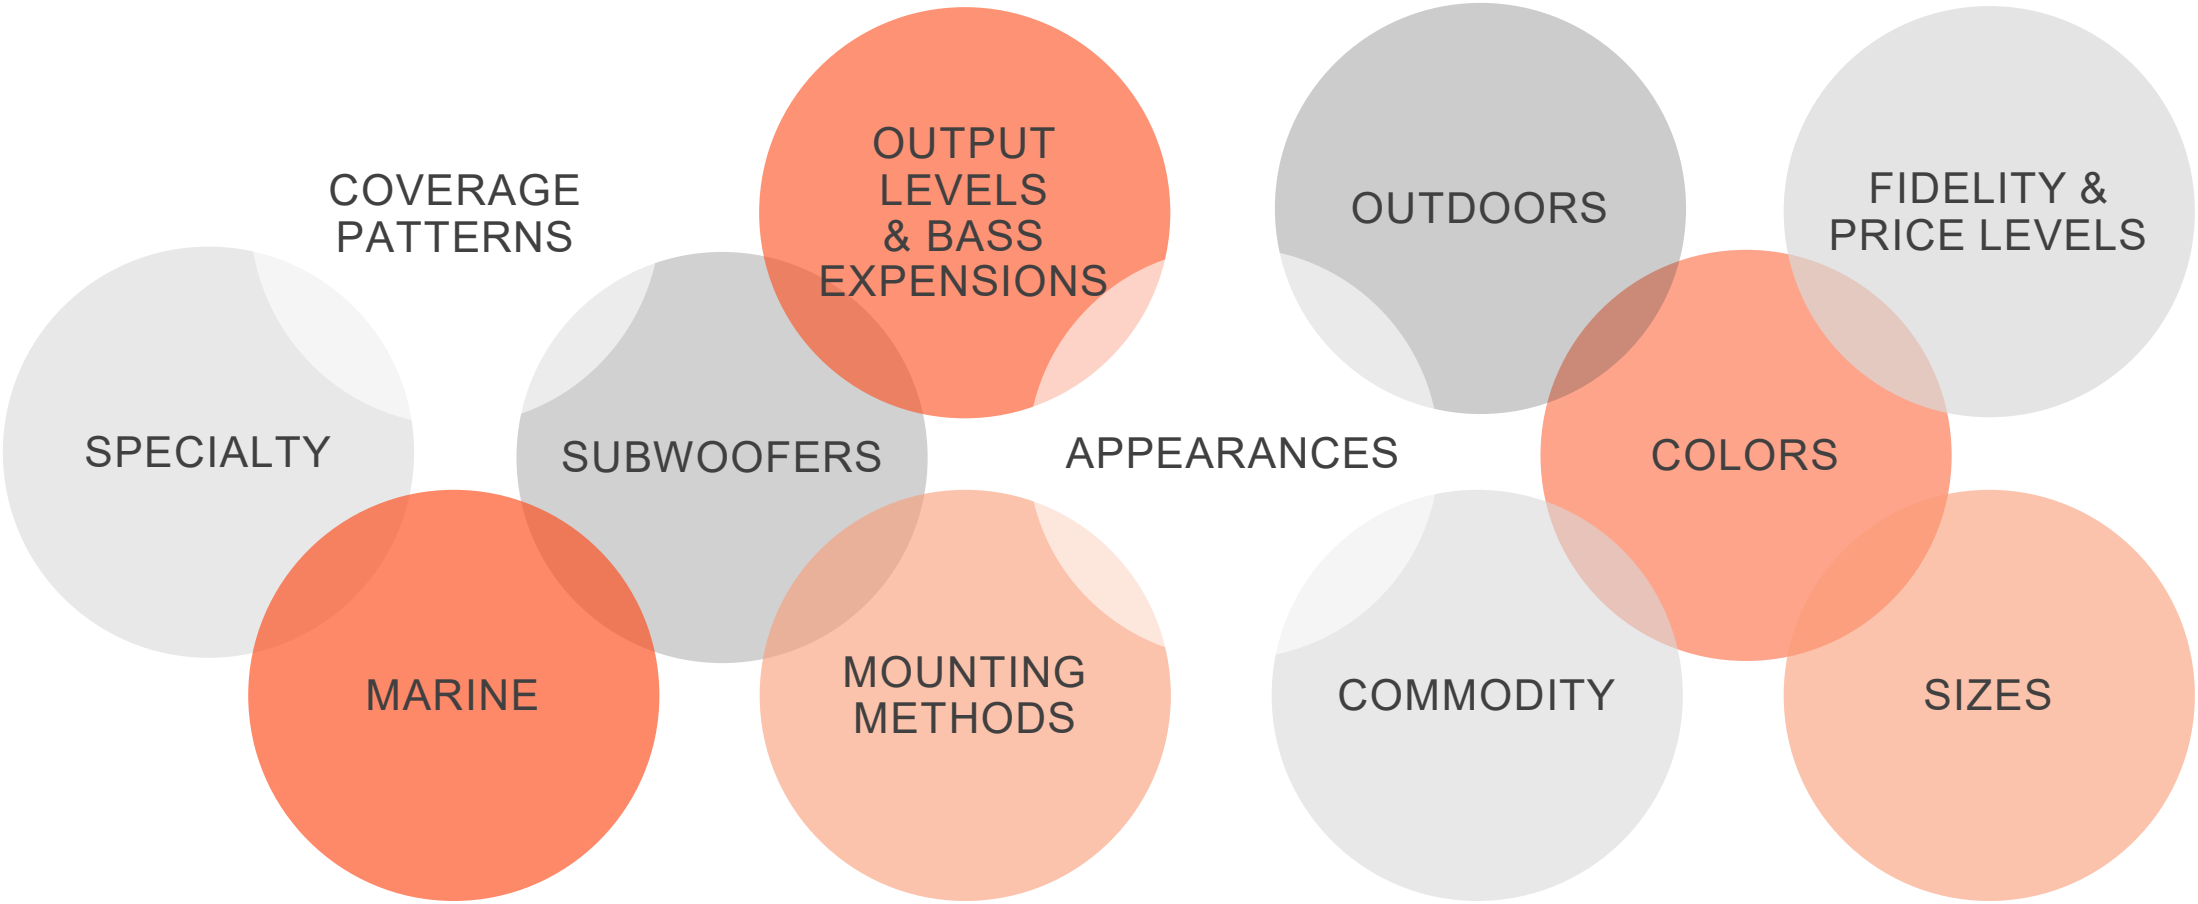 COVERAGE
PATTERNS
OUTPUT
LEVELS
& BASS
EXPENSIONS
OUTDOORS
FIDELITY &
PRICE LEVELS
SPECIALTY
SUBWOOFERS
APPEARANCES
COLORS
MARINE
MOUNTING
METHODS
COMMODITY
SIZES